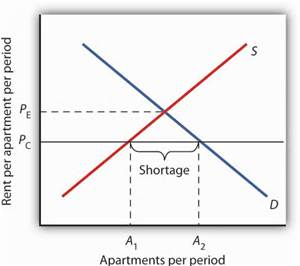 Rent per apartment per period
S
P_E
P_C
Shortage
D
A_1 A_2
Apartments per period